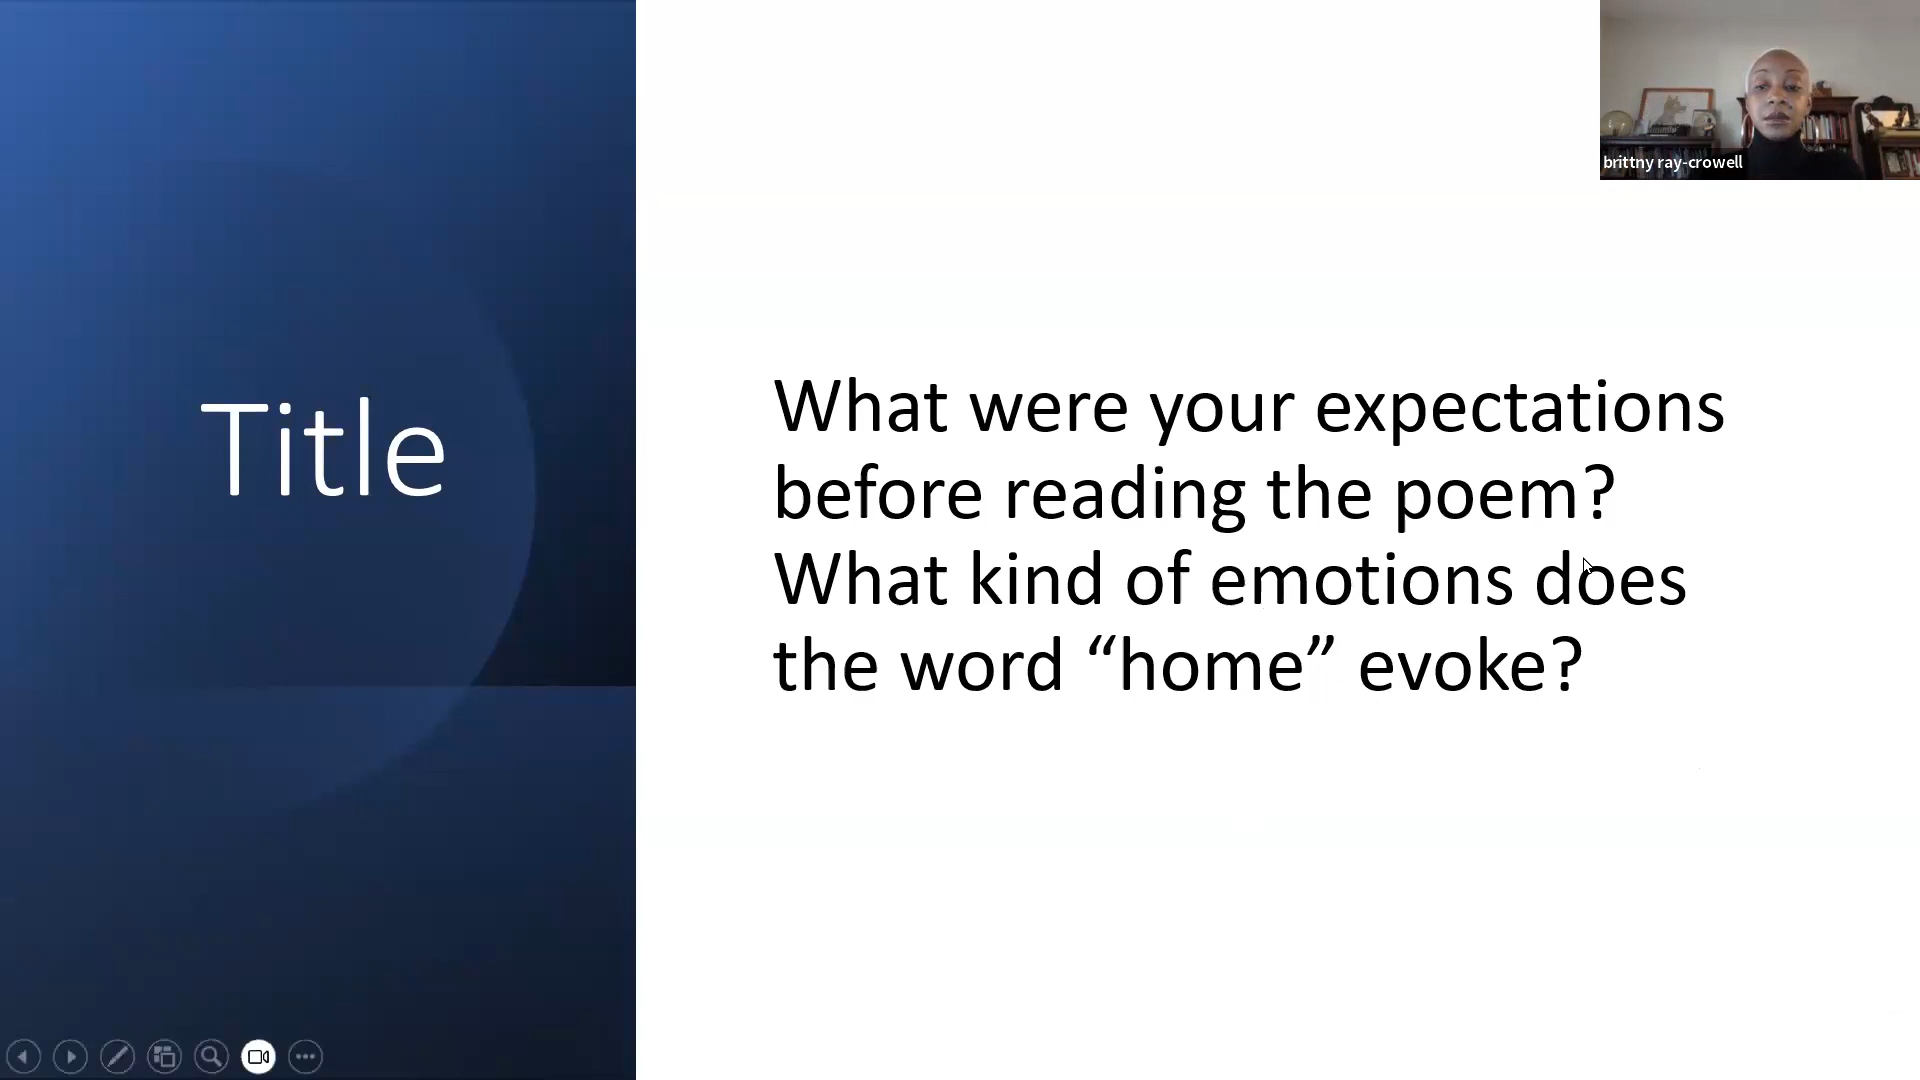 Title
What were your expectations
before reading the poem?
What kind of emotions does
the word “home” evoke?
brittny ray-crowell